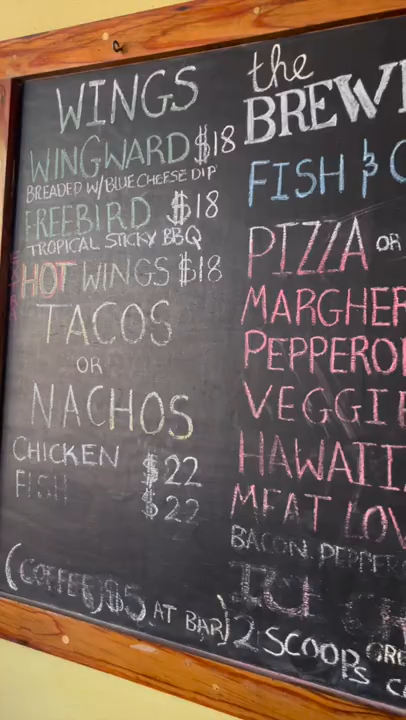 WINGS
WINGWARD $18
BREADED W/BLUE CHEESE DIP
FREEBIRD $18
TROPICAL STICKY BBQ
HOT WINGS $18
TACOS
OR
NACHOS
CHICKEN $22
FISH $22
(COFFEE $5 AT BAR)
the
BREW
FISH &
PIZZA OR
MARGHER
PEPPERO
VEGGIE
HAWAII
MEAT LOV
BACON, PEPPER
ICE
2 SCOOPS